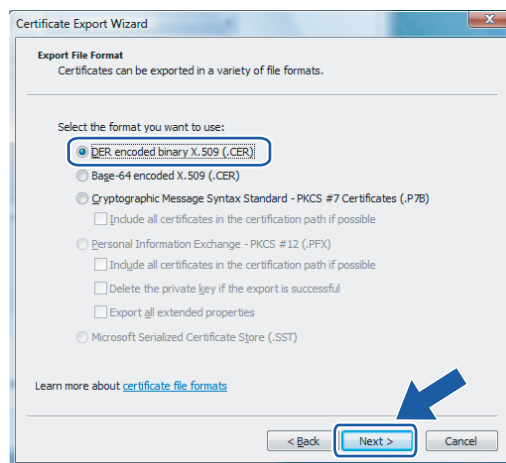 Certificate Export Wizard
Export File Format
Certificates can be exported in a variety of file formats.
Select the format you want to use:
DER encoded binary X.509 (.CER)
Bage-64 encoded X.509 (.CER)
Cryptographic Message Syntax Standard - PKCS #7 Certificates (.P7B)
Include all certificates in the certification path if possible
Personal Information Exchange - PKCS #12 (.PFX)
Include all certificates in the certification path if possible
Delete the private key if the export is successful
Export all extended properties
Microsoft Serialized Certificate Store (.SST)
Learn more about certificate file formats
< Back Next > Cancel